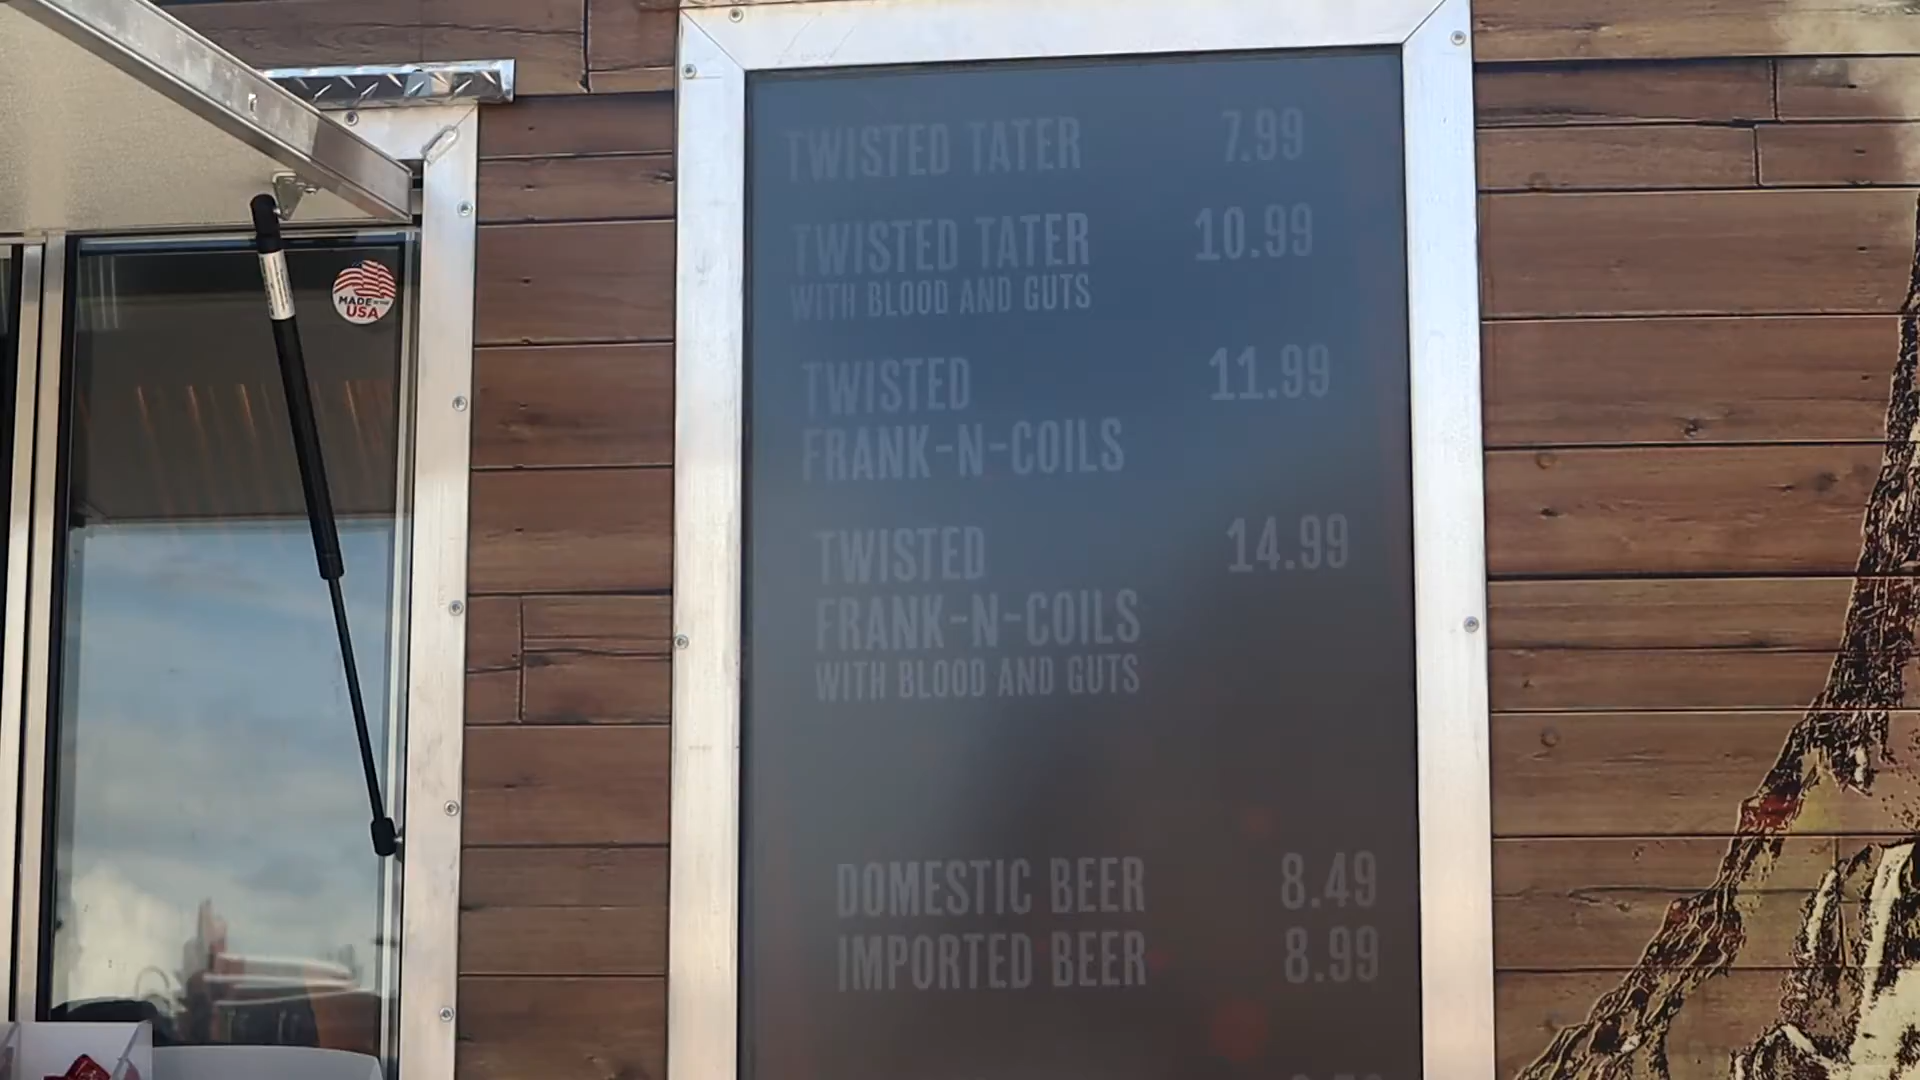 MADE IN THE
USA
TWISTED TATER 7.99
TWISTED TATER 10.99
WITH BLOOD AND GUTS
TWISTED 11.99
FRANK-N-COILS
TWISTED 14.99
FRANK-N-COILS
WITH BLOOD AND GUTS
DOMESTIC BEER 8.49
IMPORTED BEER 8.99